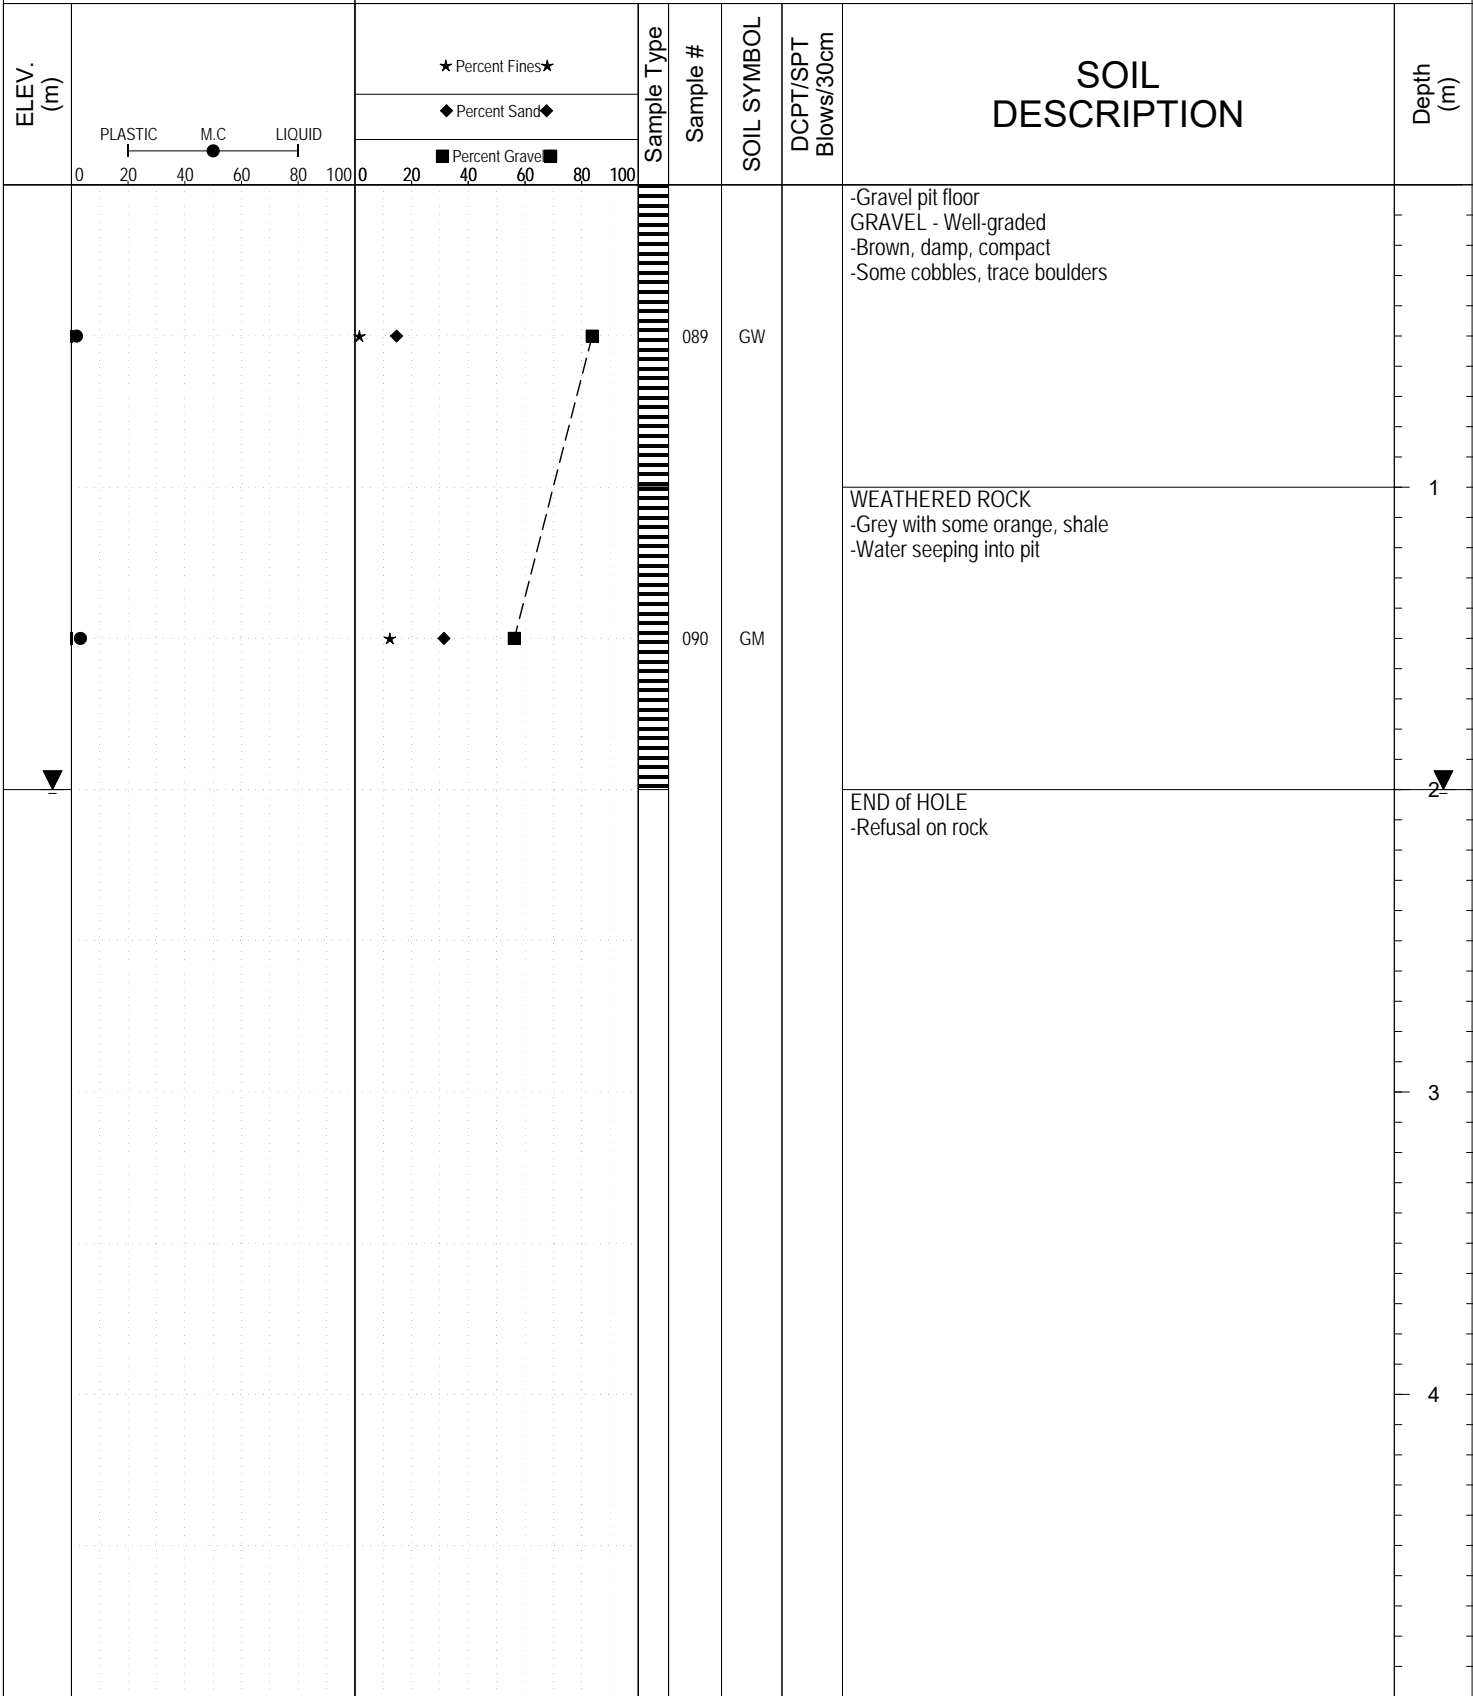 ELEV.
(m)
PLASTIC M.C LIQUID
0 20 40 60 80 100
★ Percent Fines ★
◆ Percent Sand ◆
■ Percent Gravel ■
0 20 40 60 80 100
Sample Type
Sample #
SOIL SYMBOL
DCPT/SPT
Blows/30cm
SOIL
DESCRIPTION
Depth
(m)
-Gravel pit floor
GRAVEL - Well-graded
-Brown, damp, compact
-Some cobbles, trace boulders
089 GW
1
WEATHERED ROCK
-Grey with some orange, shale
-Water seeping into pit
090 GM
2
END of HOLE
-Refusal on rock
3
4